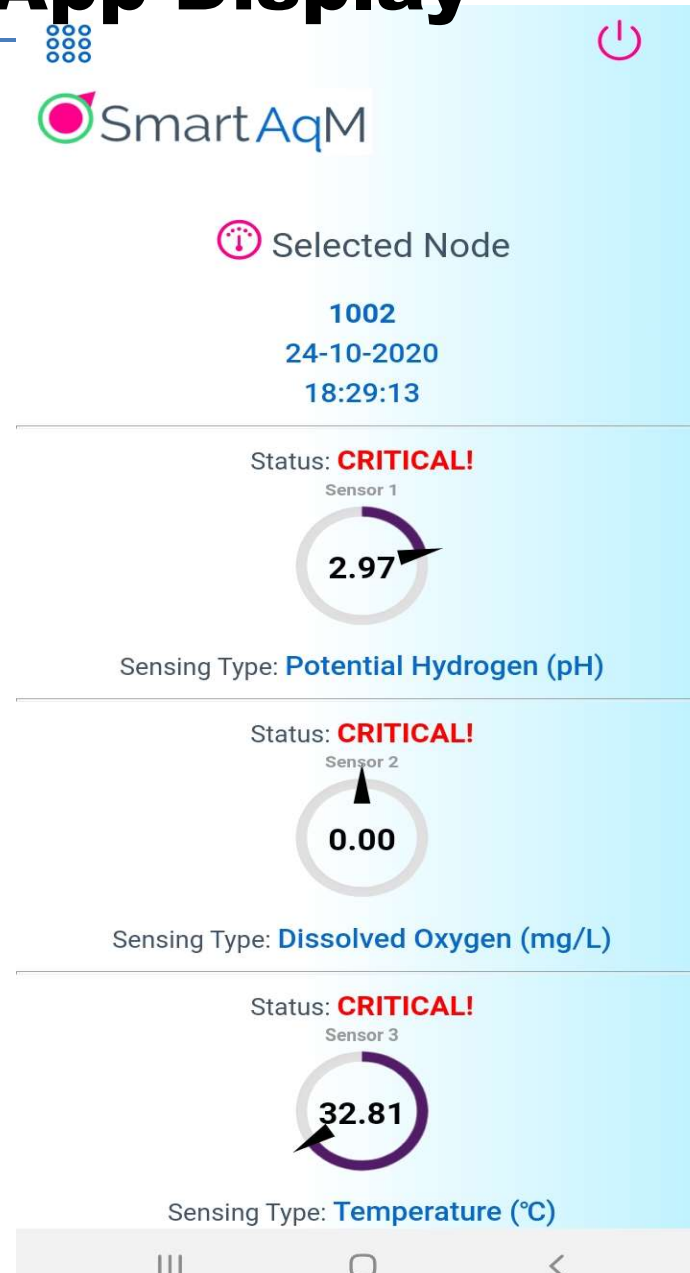 App Display
SmartAqM
Selected Node
1002
24-10-2020
18:29:13
Status: CRITICAL!
Sensor 1
2.97
Sensing Type: Potential Hydrogen (pH)
Status: CRITICAL!
Sensor 2
0.00
Sensing Type: Dissolved Oxygen (mg/L)
Status: CRITICAL!
Sensor 3
32.81
Sensing Type: Temperature (°C)